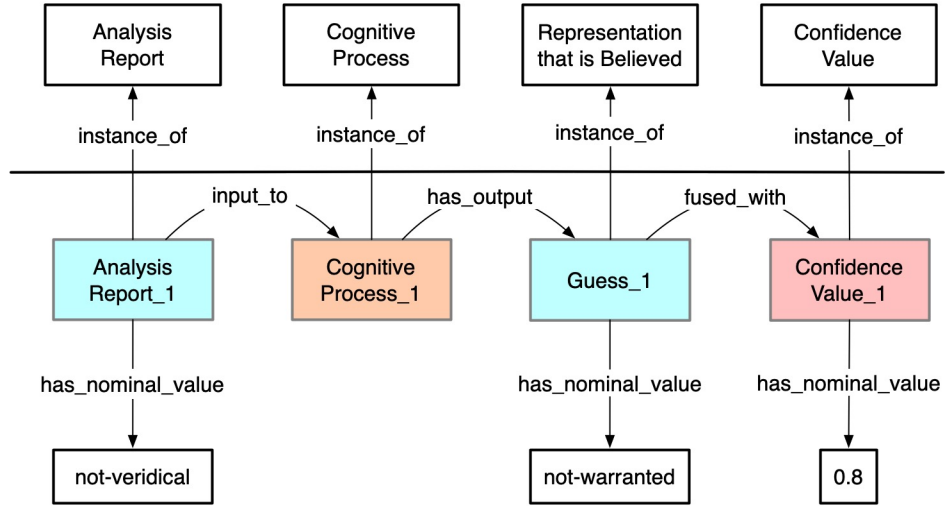 Analysis
Report
Cognitive
Process
Representation
that is Believed
Confidence
Value
instance_of
instance_of
instance_of
instance_of
input_to
has_output
fused_with
Analysis
Report_1
Cognitive
Process_1
Guess_1
Confidence
Value_1
has_nominal_value
has_nominal_value
has_nominal_value
not-veridical
not-warranted
0.8